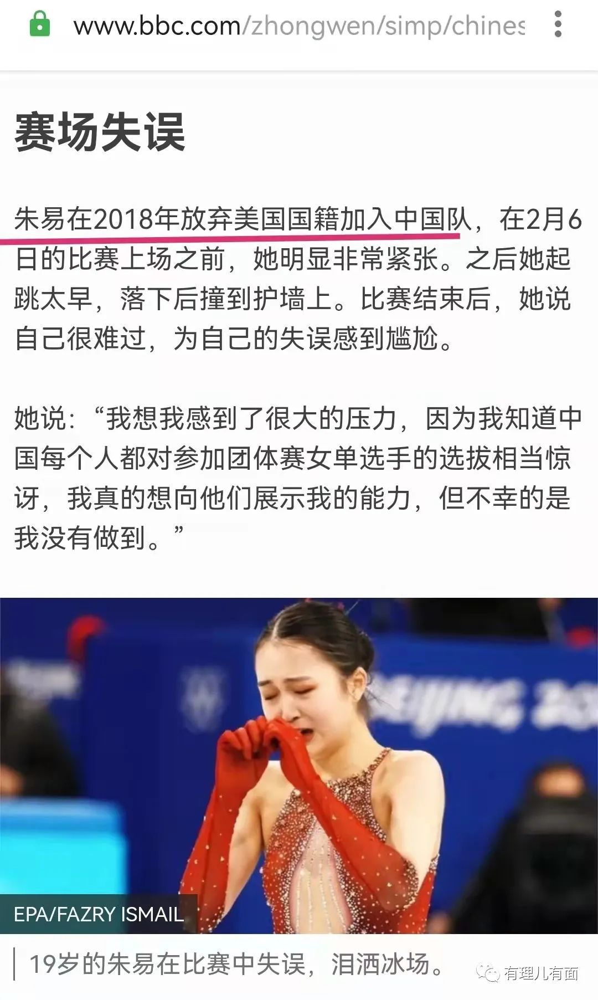 www.bbc.com/zhongwen/simp/chines
赛场失误
朱易在2018年放弃美国国籍加入中国队，在2月6
日的比赛上场之前，她明显非常紧张。之后她起
跳太早，落下后撞到护墙上。比赛结束后，她说
自己很难过，为自己的失误感到尴尬。
她说：“我想我感到了很大的压力，因为我知道中
国每个人都对参加团体赛女单选手的选拔相当惊
讶，我真的想向他们展示我的能力，但不幸的是
我没有做到。”
BEIJING 20
EPA/FAZRY ISMAIL
19岁的朱易在比赛中失误，泪洒冰场。
有理儿有面